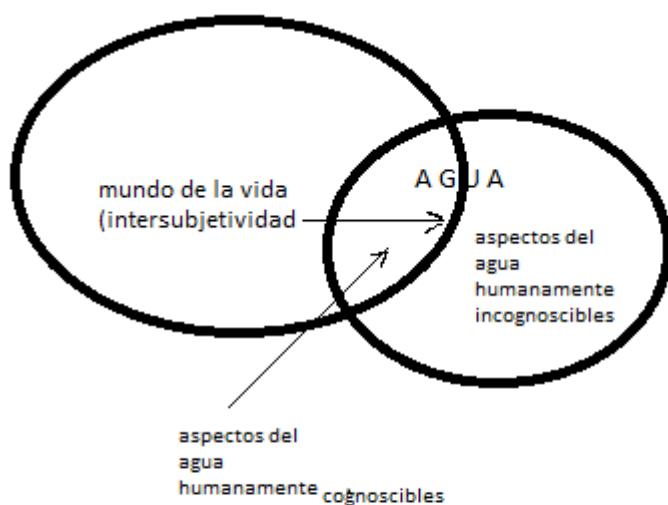 A G U A
mundo de la vida
(intersubjetividad
aspectos del
agua
humanamente
incognoscibles
aspectos del
agua
humanamente
cognoscibles